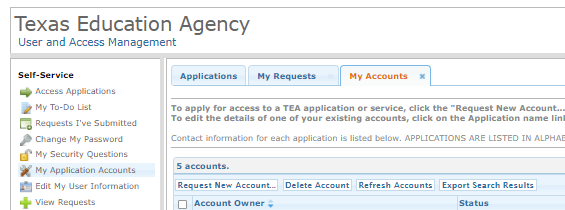 Texas Education Agency
User and Access Management
Self-Service
Access Applications
My To-Do List
Requests I've Submitted
Change My Password
My Security Questions
My Application Accounts
Edit My User Information
View Requests
Applications My Requests My Accounts
To apply for access to a TEA application or service, click the "Request New Account...
To edit the details of one of your existing accounts, click on the Application name
Contact information for each application is listed below. APPLICATIONS ARE LISTED IN
5 accounts.
Request New Account... Delete Account Refresh Accounts Export Search Results
Account Owner Status